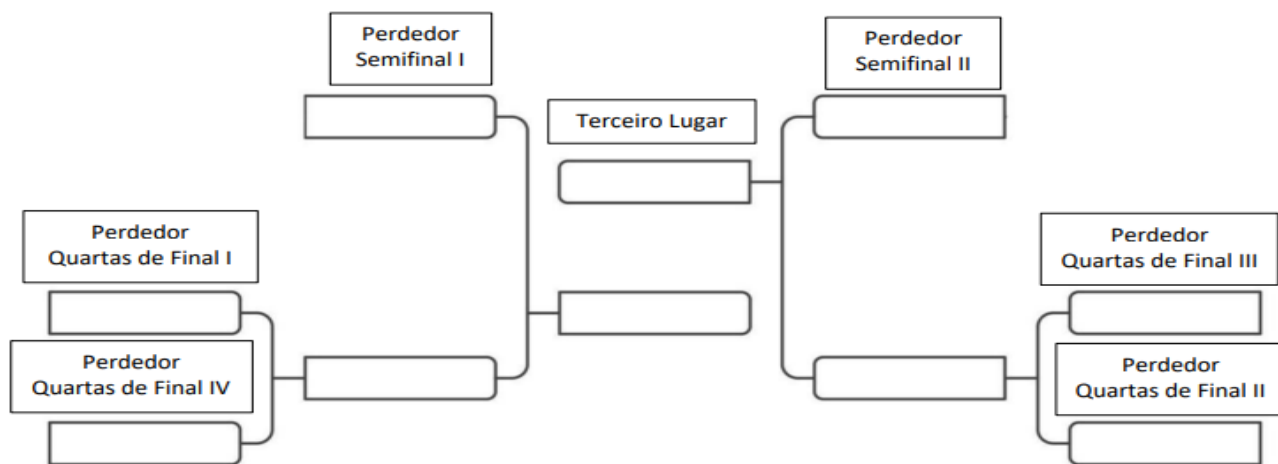 Perdedor
Semifinal I
Perdedor
Semifinal II
Terceiro Lugar
Perdedor
Quartas de Final I
Perdedor
Quartas de Final III
Perdedor
Quartas de Final IV
Perdedor
Quartas de Final II